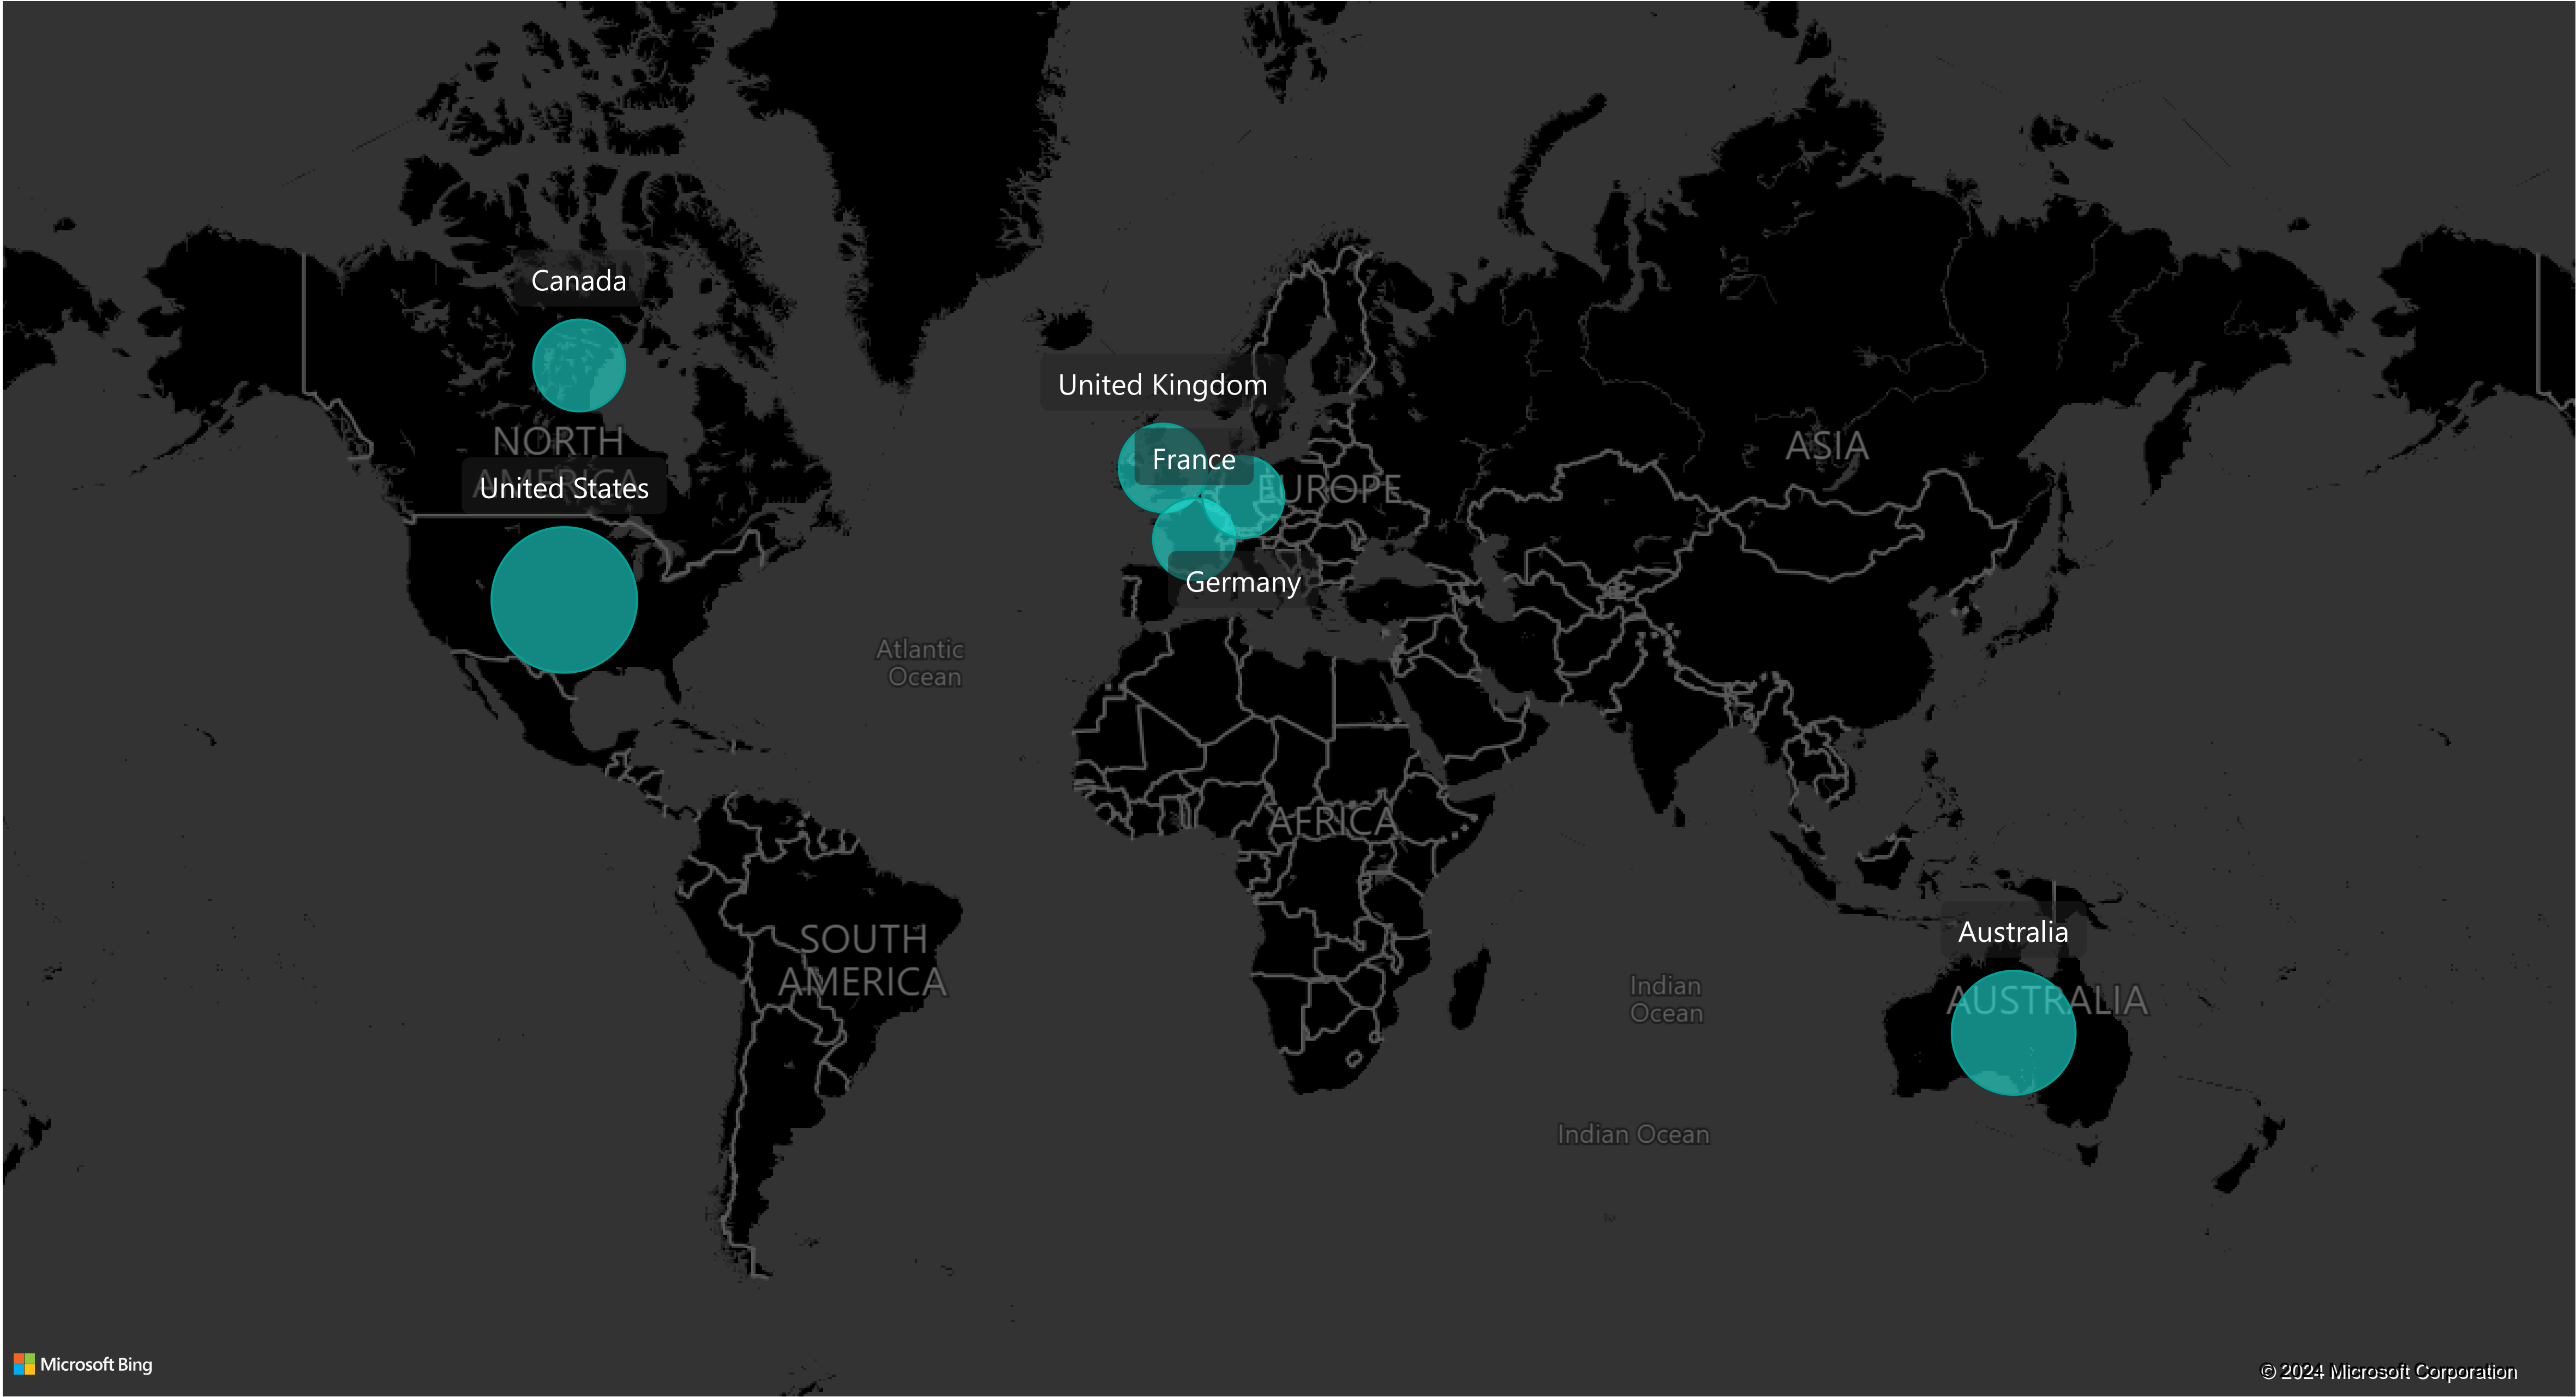 Canada
United Kingdom
NORTH
AMERICA
ASIA
France
United States
EUROPE
Germany
Atlantic
Ocean
AFRICA
SOUTH
AMERICA
Australia
AUSTRALIA
Indian
Ocean
Indian Ocean
Microsoft Bing
© 2024 Microsoft Corporation